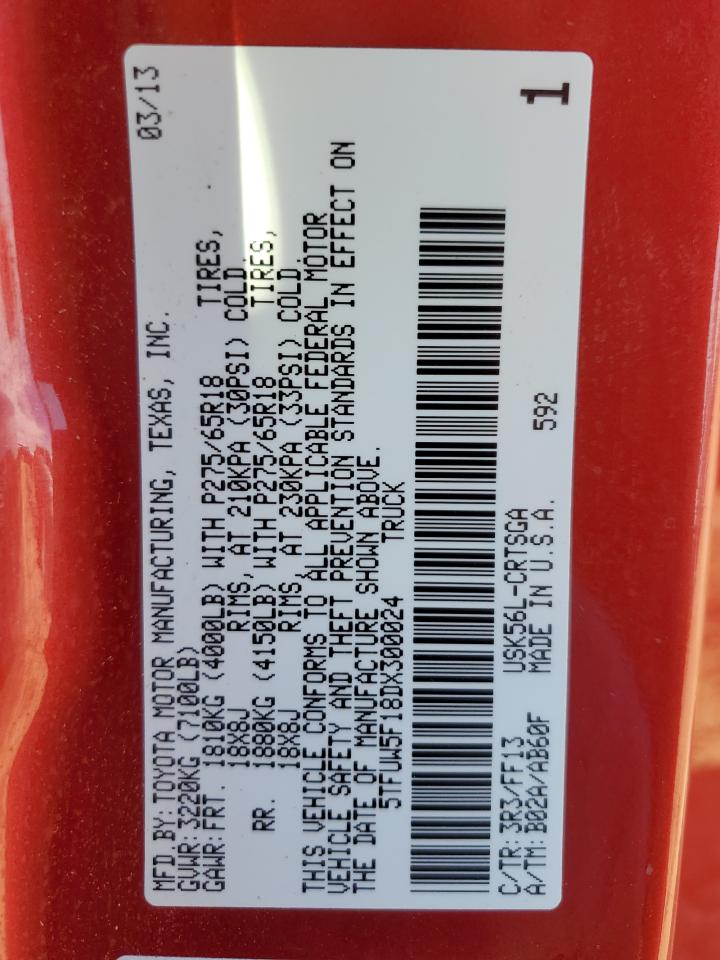 MFD BY: TOYOTA MOTOR MANUFACTURING, TEXAS, INC. 03/13
GVWR: 3220KG (7100LB)
GAWR: FRT. 1810KG (4000LB) WITH P275/65R18 TIRES,
18X8J RIMS, AT 210KPA (30PSI) COLD.
RR. 1880KG (4150LB) WITH P275/65R18 TIRES,
18X8J RIMS, AT 230KPA (33PSI) COLD.
THIS VEHICLE CONFORMS TO ALL APPLICABLE FEDERAL MOTOR
VEHICLE SAFETY AND THEFT PREVENTION STANDARDS IN EFFECT ON
THE DATE OF MANUFACTURE SHOWN ABOVE.
5TFUW5F18DX300024 TRUCK
C/TR: 3R3/FF13 USK56L-CRTSGA
A/TM: B02A/AB60F MADE IN U.S.A. 592
1